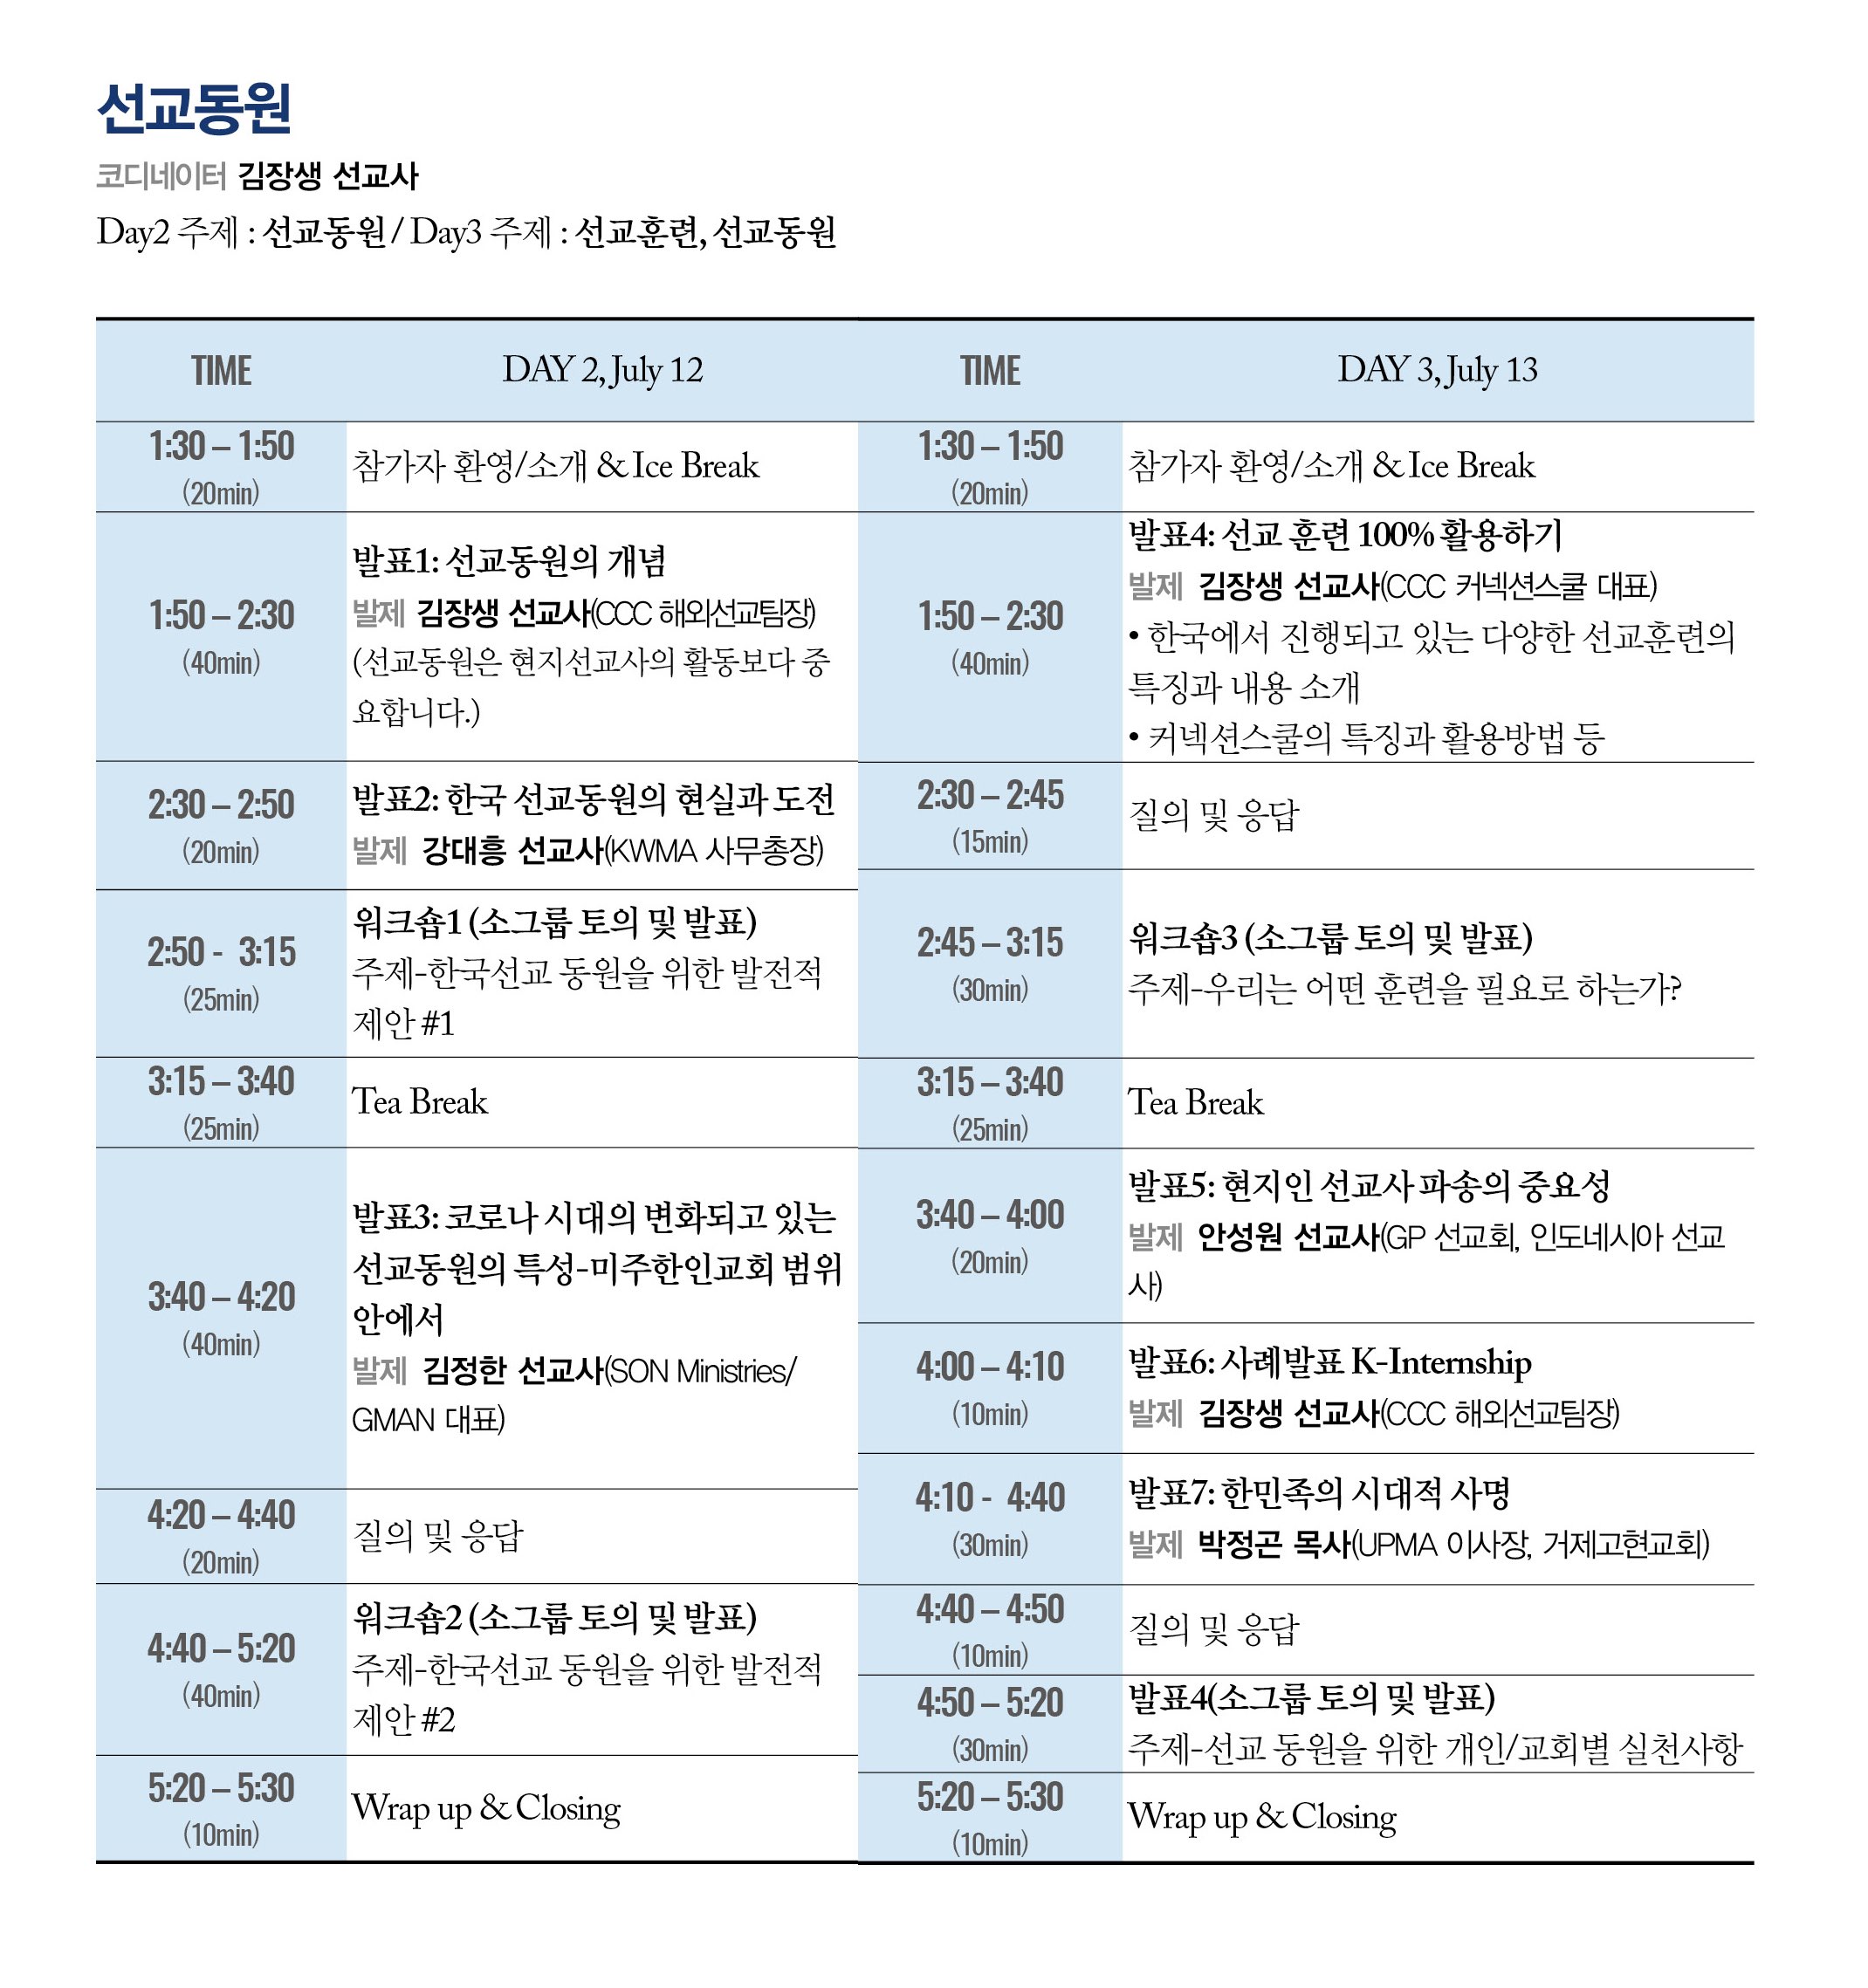 선교동원
코디네이터 김장생 선교사
Day2 주제 : 선교동원 / Day3 주제 : 선교훈련, 선교동원
TIME
DAY 2, July 12
1:30 – 1:50
(20min)
참가자 환영/소개 & Ice Break
1:50 – 2:30
(40min)
발표1: 선교동원의 개념
발제 김장생 선교사(CCC 해외선교팀장)
(선교동원은 현지선교사의 활동보다 중
요합니다.)
2:30 – 2:50
(20min)
발표2: 한국 선교동원의 현실과 도전
발제 강대흥 선교사(KWMA 사무총장)
2:50 - 3:15
(25min)
워크숍1 (소그룹 토의 및 발표)
주제-한국선교 동원을 위한 발전적
제안 #1
3:15 – 3:40
(25min)
Tea Break
3:40 – 4:20
(40min)
발표3: 코로나 시대의 변화되고 있는
선교동원의 특성-미주한인교회 범위
안에서
발제 김정한 선교사(SON Ministries/
GMAN 대표)
4:20 – 4:40
(20min)
질의 및 응답
4:40 – 5:20
(40min)
워크숍2 (소그룹 토의 및 발표)
주제-한국선교 동원을 위한 발전적
제안 #2
5:20 – 5:30
(10min)
Wrap up & Closing
TIME
DAY 3, July 13
1:30 – 1:50
(20min)
참가자 환영/소개 & Ice Break
1:50 – 2:30
(40min)
발표4: 선교 훈련 100% 활용하기
발제 김장생 선교사(CCC 커넥션스쿨 대표)
• 한국에서 진행되고 있는 다양한 선교훈련의
특징과 내용 소개
• 커넥션스쿨의 특징과 활용방법 등
2:30 – 2:45
(15min)
질의 및 응답
2:45 – 3:15
(30min)
워크숍3 (소그룹 토의 및 발표)
주제-우리는 어떤 훈련을 필요로 하는가?
3:15 – 3:40
(25min)
Tea Break
3:40 – 4:00
(20min)
발표5: 현지인 선교사 파송의 중요성
발제 안성원 선교사(GP 선교회, 인도네시아 선교
사)
4:00 – 4:10
(10min)
발표6: 사례발표 K-Internship
발제 김장생 선교사(CCC 해외선교팀장)
4:10 - 4:40
(30min)
발표7: 한민족의 시대적 사명
발제 박정곤 목사(UPMA 이사장, 거제고현교회)
4:40 – 4:50
(10min)
질의 및 응답
4:50 – 5:20
(30min)
발표4(소그룹 토의 및 발표)
주제-선교 동원을 위한 개인/교회별 실천사항
5:20 – 5:30
(10min)
Wrap up & Closing